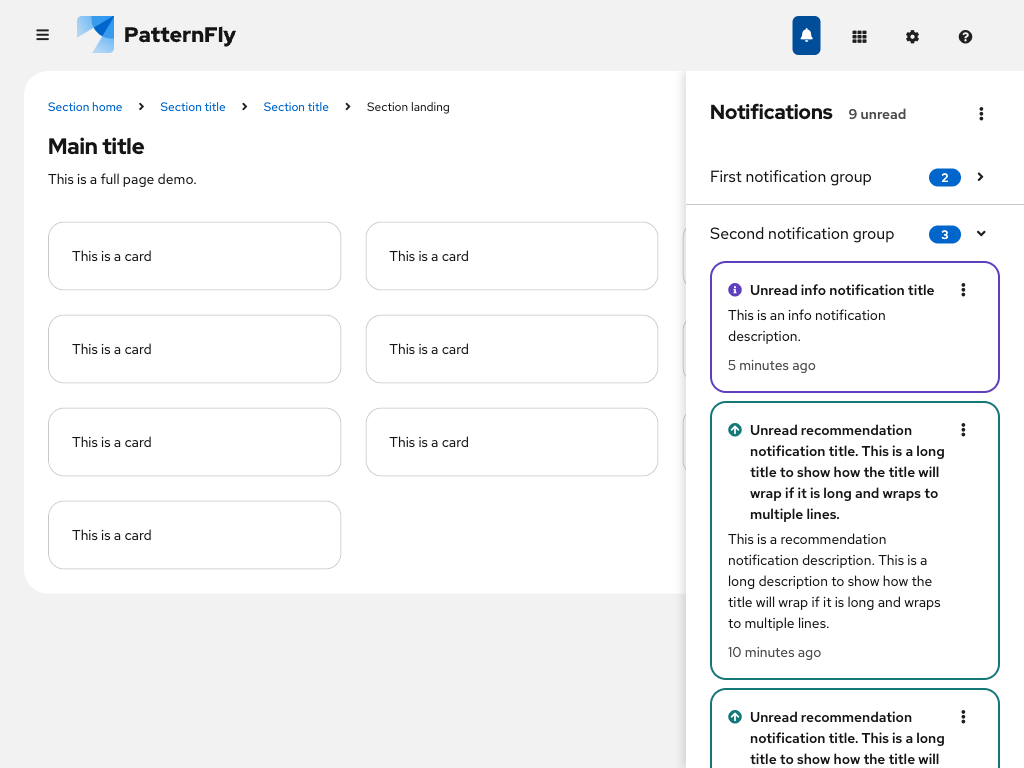 PatternFly
Section home
Section title
Section title
Section landing
Main title
This is a full page demo.
This is a card
This is a card
This is a card
This is a card
This is a card
This is a card
This is a card
Notifications
9 unread
First notification group
2
Second notification group
3
Unread info notification title
This is an info notification
description.
5 minutes ago
Unread recommendation
notification title. This is a long
title to show how the title will
wrap if it is long and wraps to
multiple lines.
This is a recommendation
notification description. This is a
long description to show how the
title will wrap if it is long and wraps
to multiple lines.
10 minutes ago
Unread recommendation
notification title. This is a long
title to show how the title will